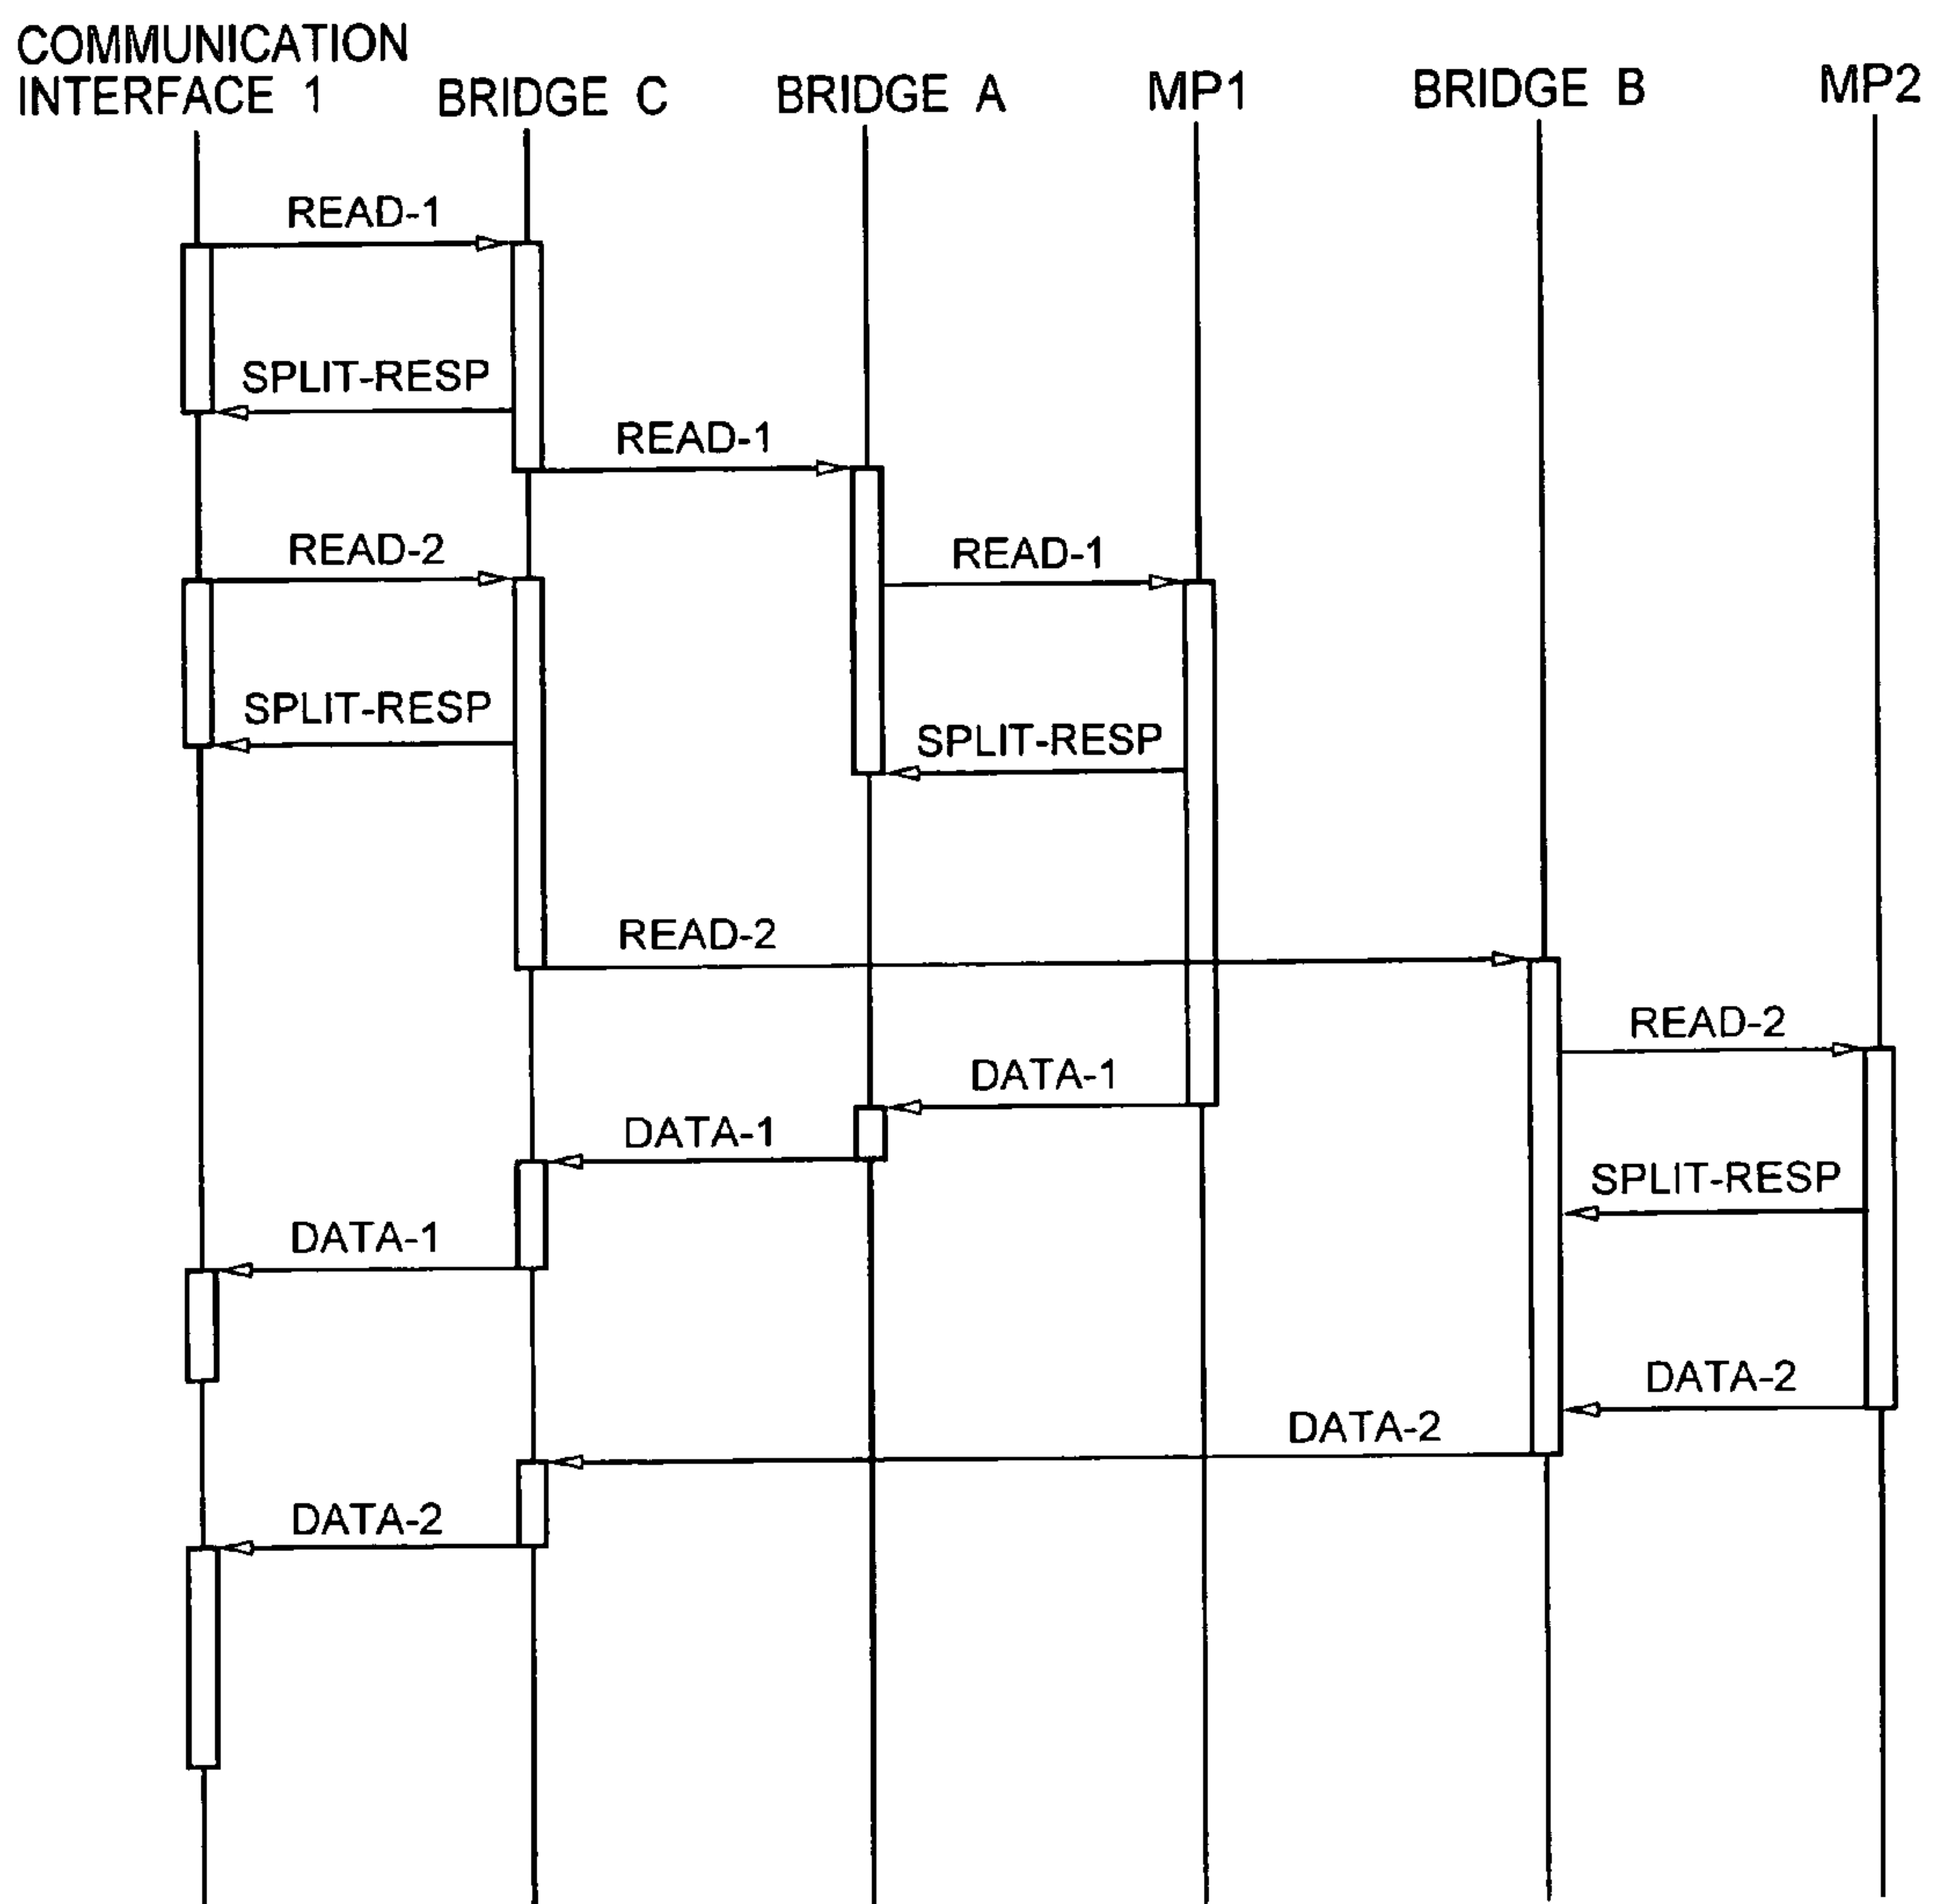 COMMUNICATION
INTERFACE 1
BRIDGE C
BRIDGE A
MP1
BRIDGE B
MP2
READ-1
SPLIT-RESP
READ-1
READ-2
READ-1
SPLIT-RESP
SPLIT-RESP
READ-2
READ-2
DATA-1
DATA-1
SPLIT-RESP
DATA-1
DATA-2
DATA-2
DATA-2